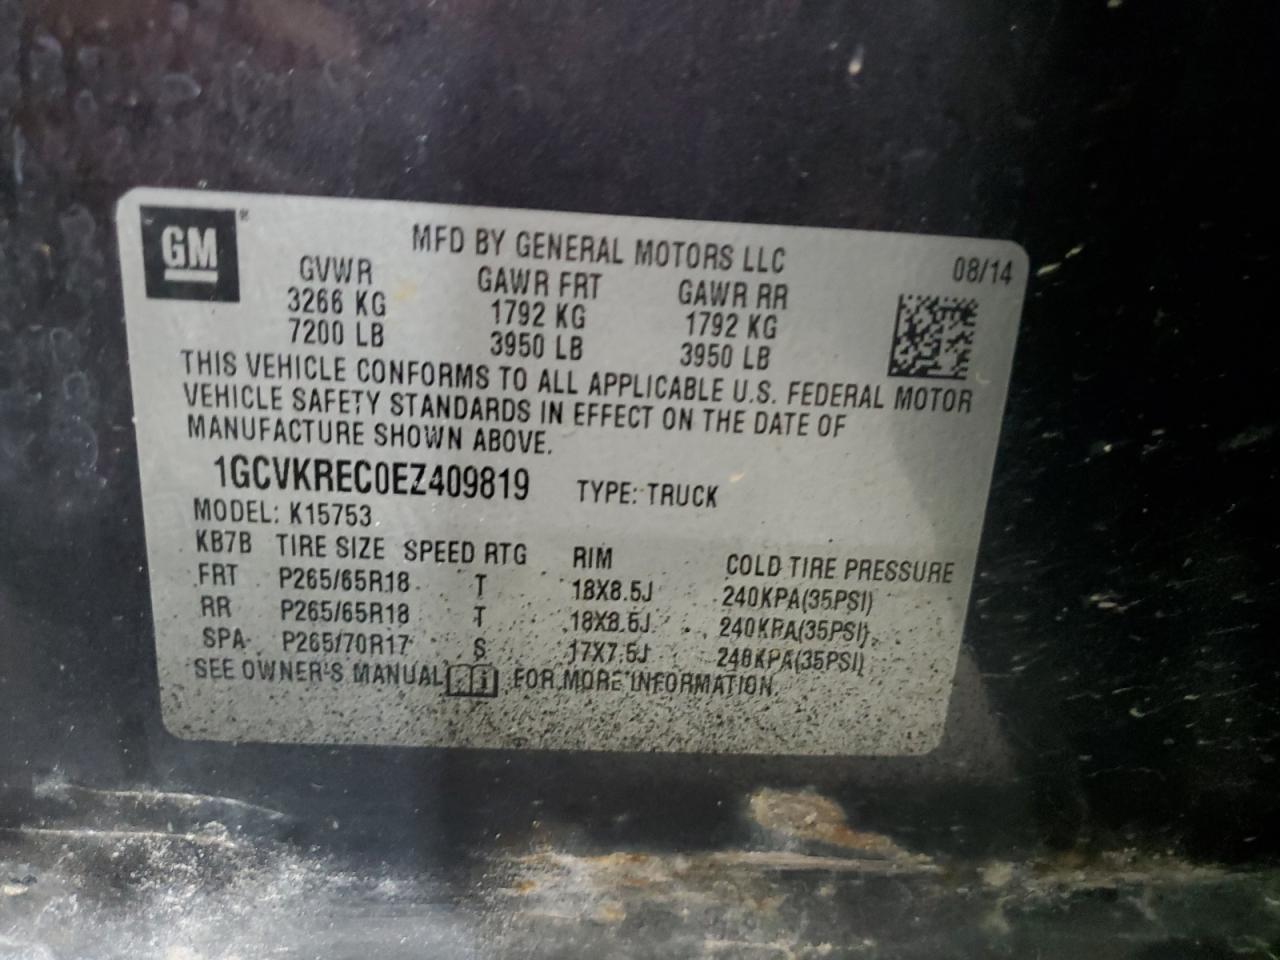 GM ®
MFD BY GENERAL MOTORS LLC
08/14
GVWR GAWR FRT GAWR RR
3266 KG 1792 KG 1792 KG
7200 LB 3950 LB 3950 LB
THIS VEHICLE CONFORMS TO ALL APPLICABLE U.S. FEDERAL MOTOR
VEHICLE SAFETY STANDARDS IN EFFECT ON THE DATE OF
MANUFACTURE SHOWN ABOVE.
1GCVKREC0EZ409819 TYPE: TRUCK
MODEL: K15753
KB7B TIRE SIZE SPEED RTG RIM COLD TIRE PRESSURE
FRT P265/65R18 T 18X8.5J 240KPA(35PSI)
RR P265/65R18 T 18X8.5J 240KPA(35PSI)
SPA P265/70R17 S 17X7.5J 240KPA(35PSI)
SEE OWNER'S MANUAL FOR MORE INFORMATION.